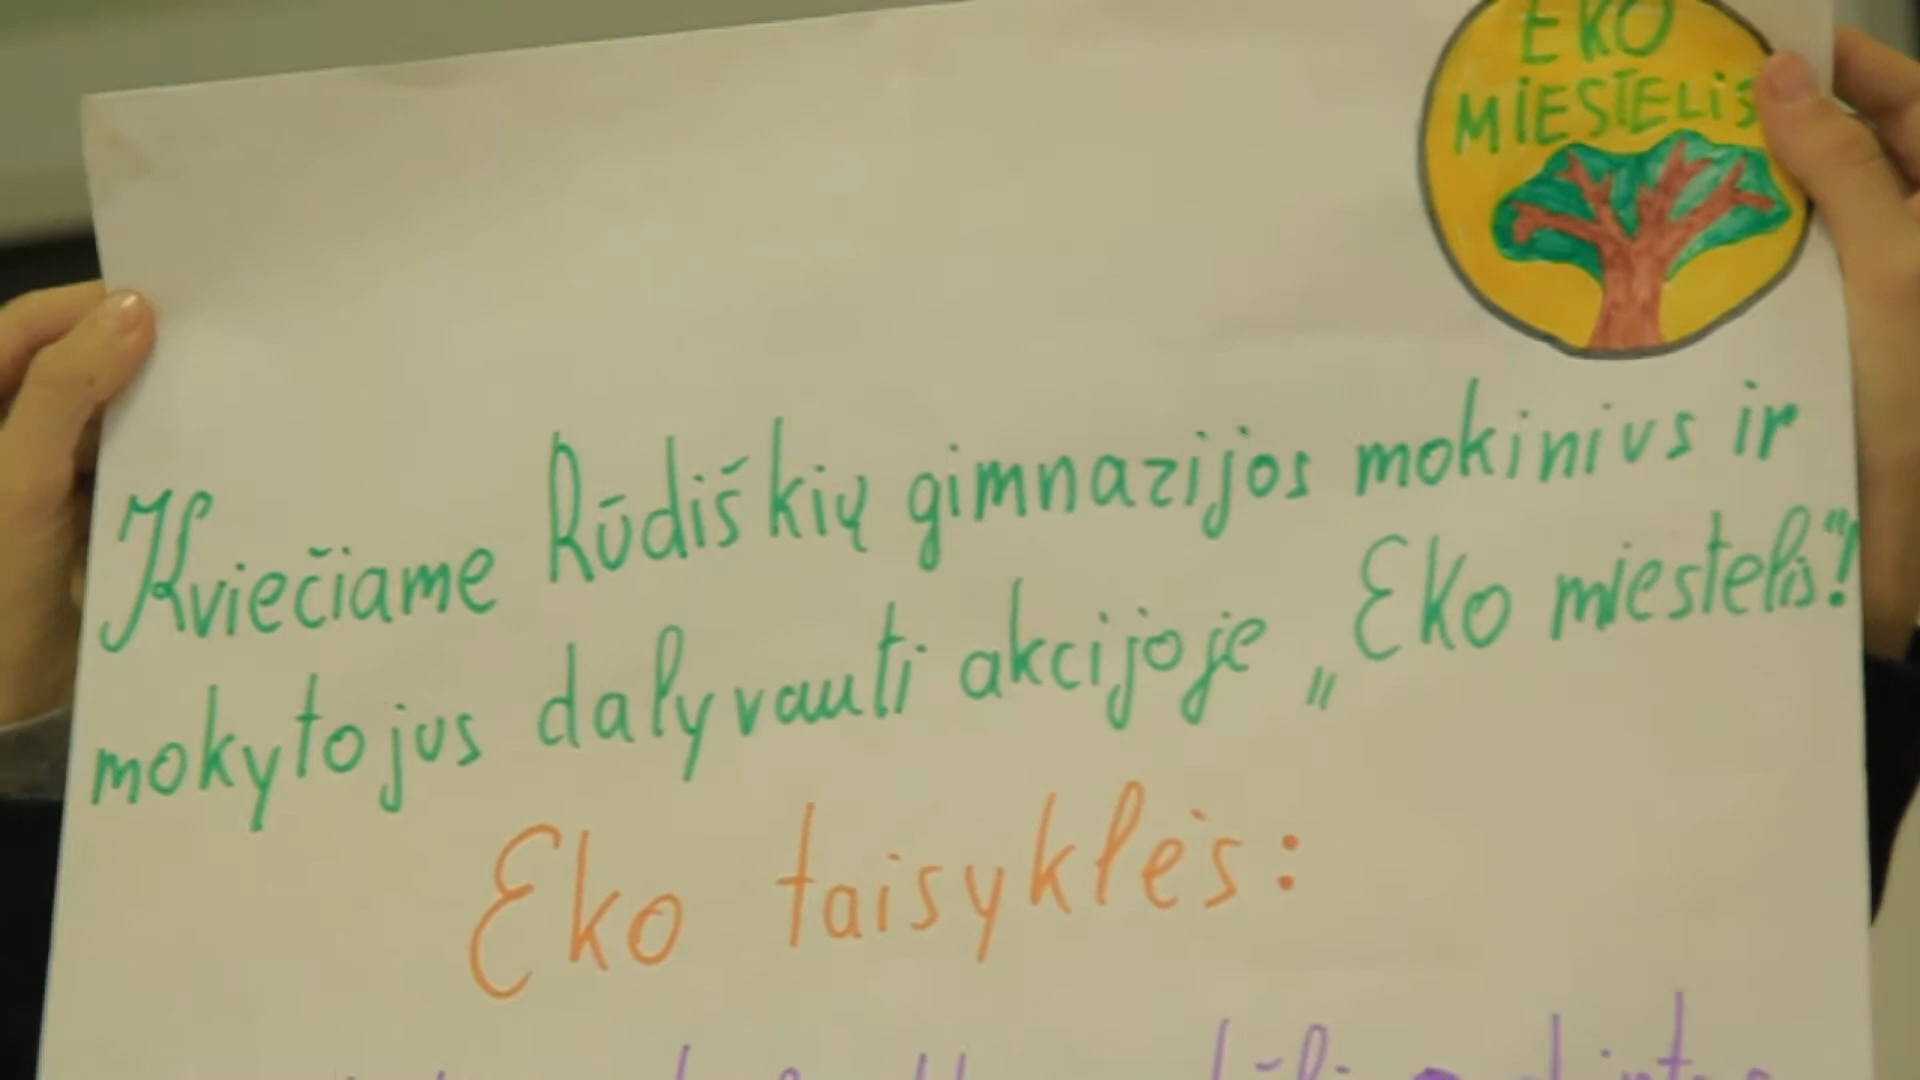 EKO
MIESTELIS
Kviečiame Rūdiškių gimnazijos mokinius ir
mokytojus dalyvauti akcijoje „Eko miestelis"!
Eko taisyklės: